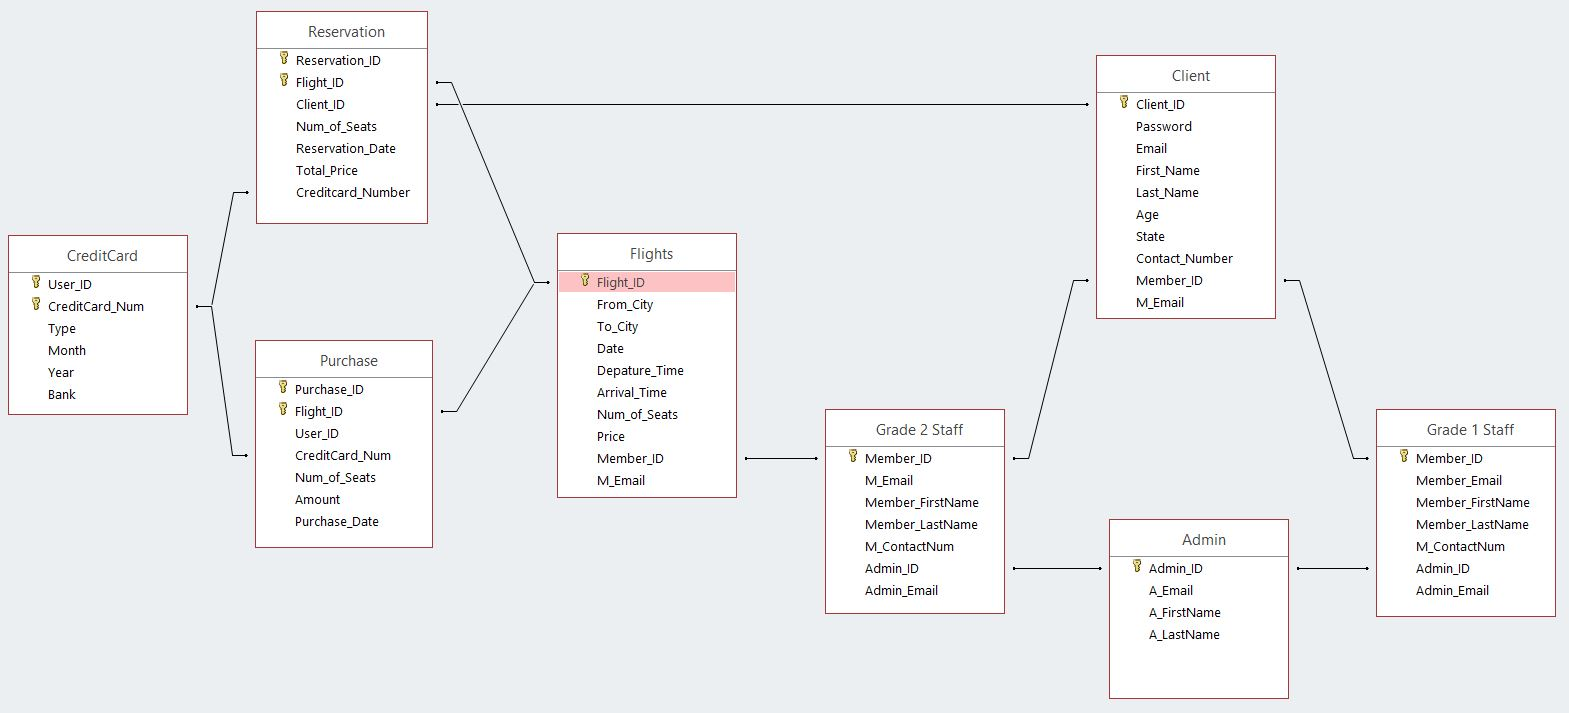 Reservation
Reservation_ID
Flight_ID
Client_ID
Num_of_Seats
Reservation_Date
Total_Price
Creditcard_Number
Client
Client_ID
Password
Email
First_Name
Last_Name
Age
State
Contact_Number
Member_ID
M_Email
CreditCard
User_ID
CreditCard_Num
Type
Month
Year
Bank
Flights
Flight_ID
From_City
To_City
Date
Depature_Time
Arrival_Time
Num_of_Seats
Price
Member_ID
M_Email
Purchase
Purchase_ID
Flight_ID
User_ID
CreditCard_Num
Num_of_Seats
Amount
Purchase_Date
Grade 2 Staff
Member_ID
M_Email
Member_FirstName
Member_LastName
M_ContactNum
Admin_ID
Admin_Email
Grade 1 Staff
Member_ID
Member_Email
Member_FirstName
Member_LastName
M_ContactNum
Admin_ID
Admin_Email
Admin
Admin_ID
A_Email
A_FirstName
A_LastName